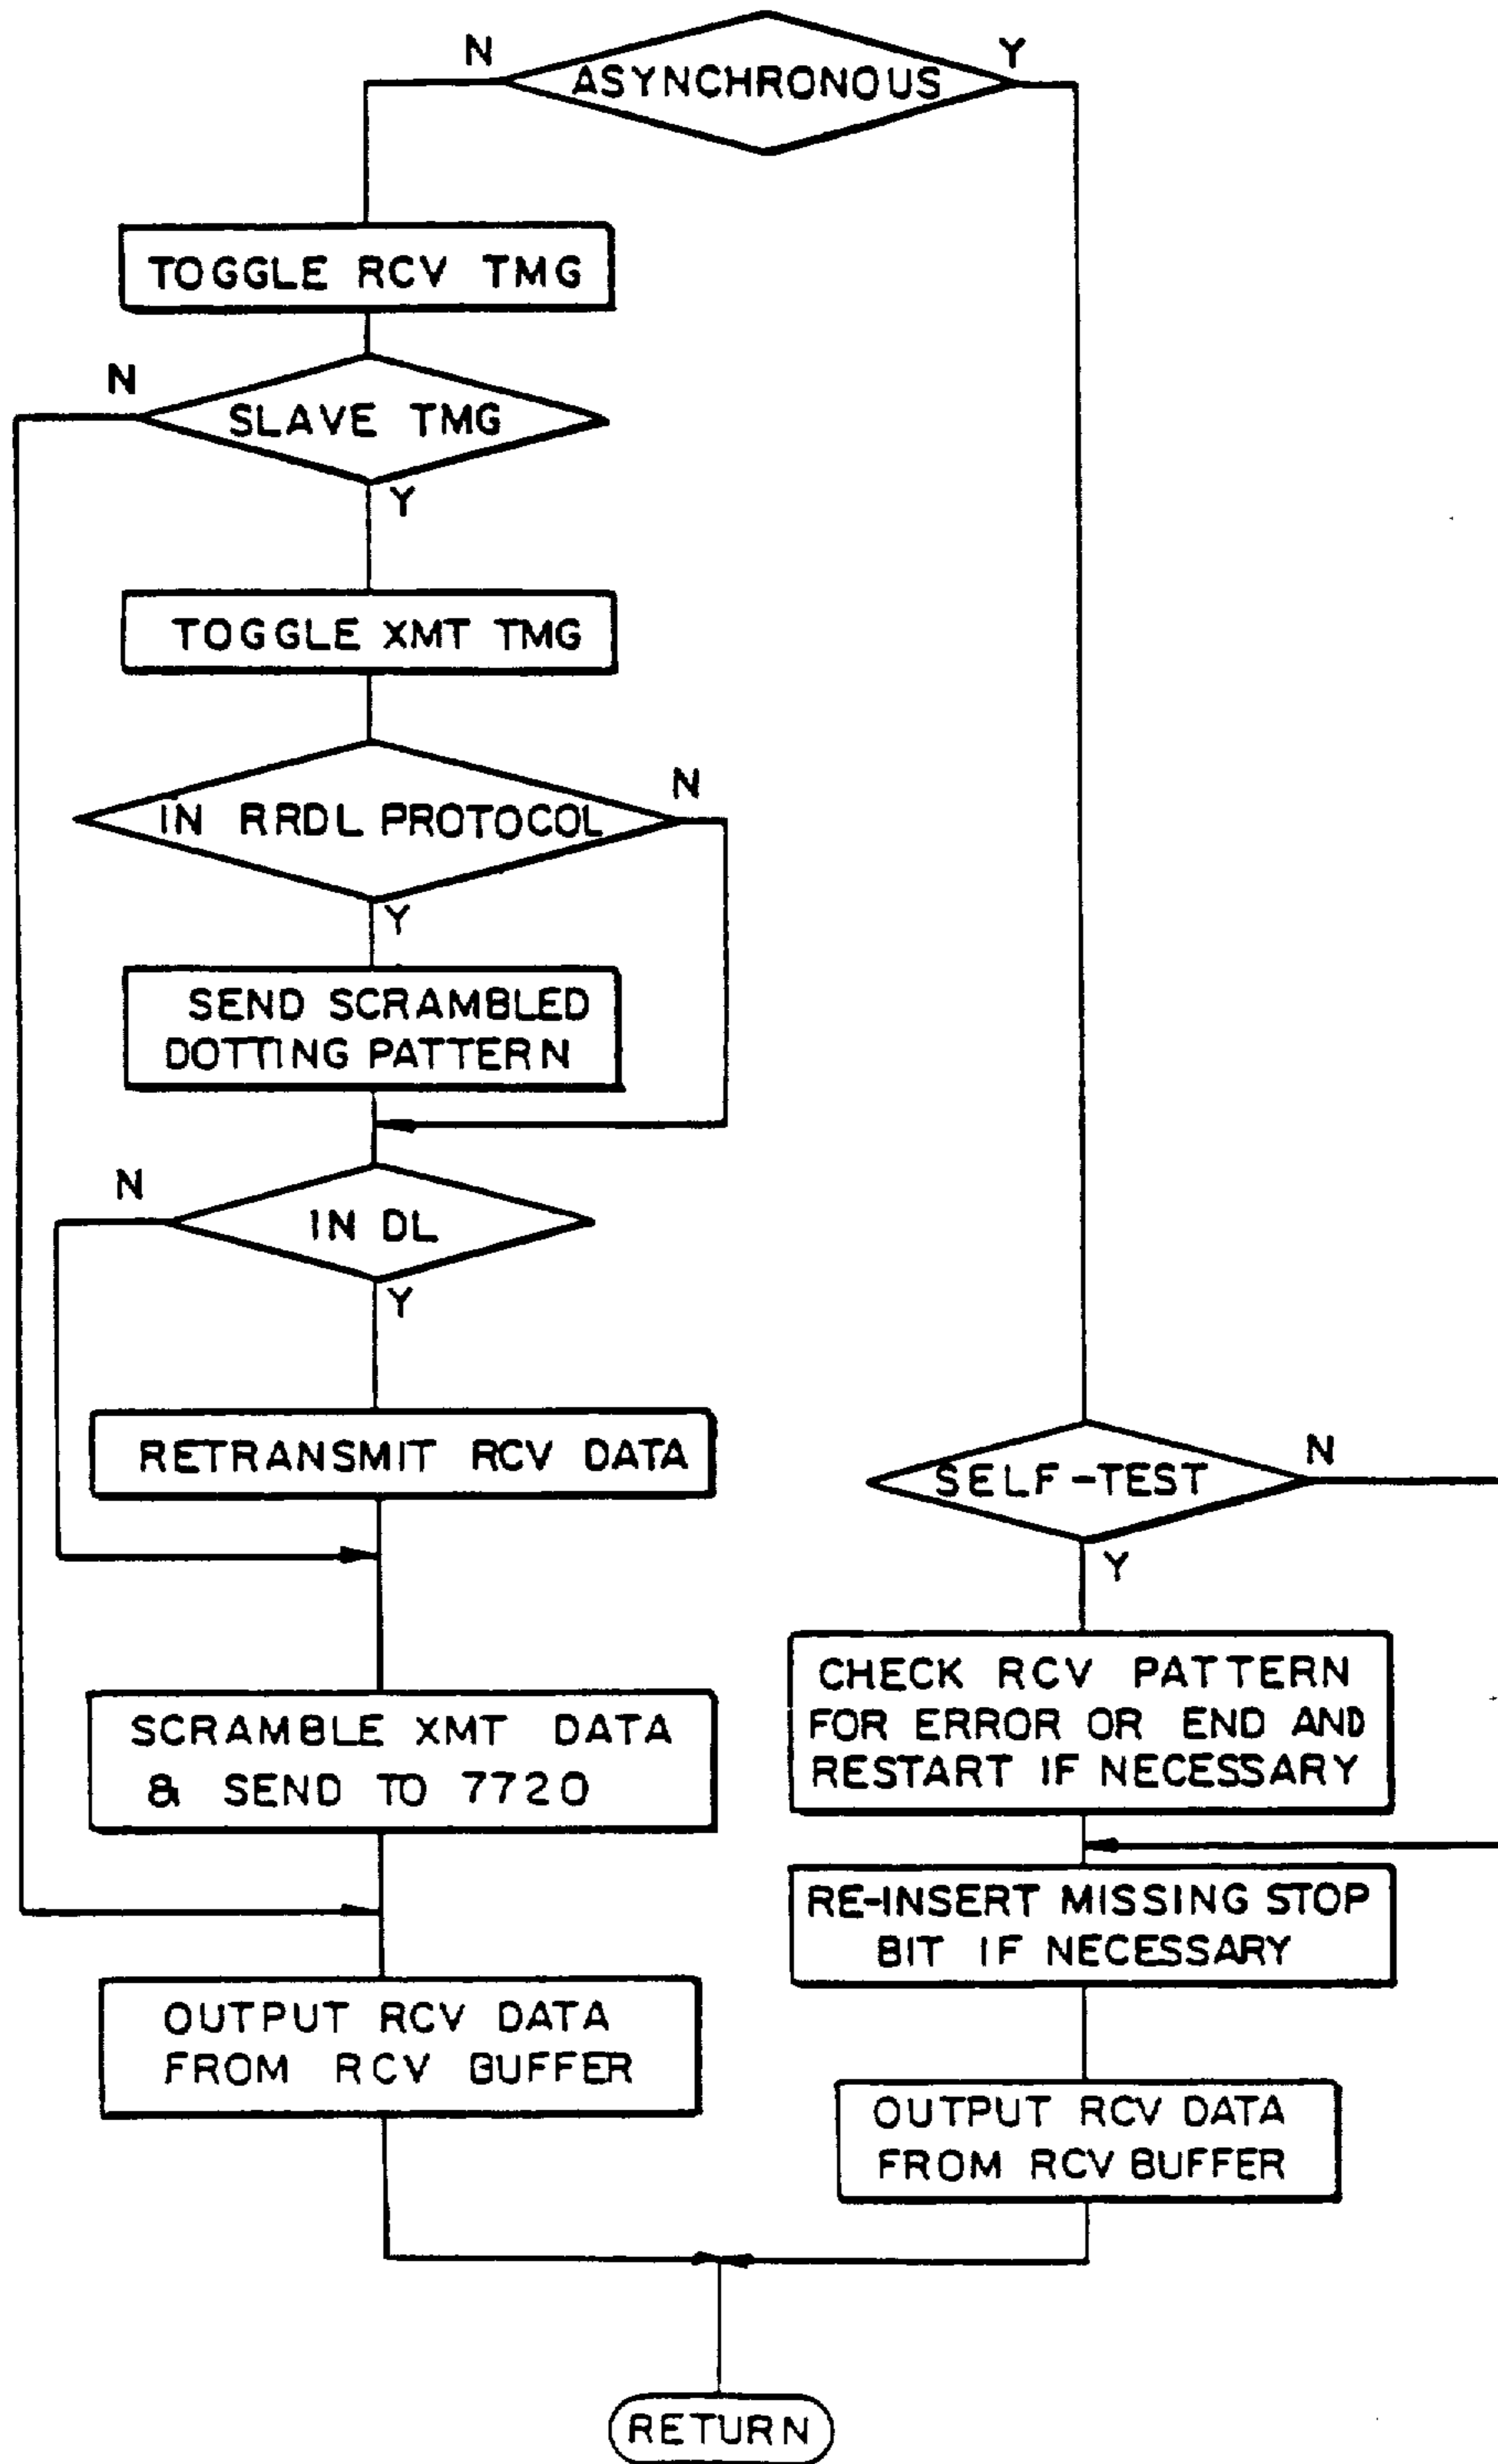 N
Y
ASYNCHRONOUS
TOGGLE RCV TMG
N
SLAVE TMG
Y
TOGGLE XMT TMG
N
IN RRDL PROTOCOL
Y
SEND SCRAMBLED
DOTTING PATTERN
N
IN DL
Y
RETRANSMIT RCV DATA
SCRAMBLE XMT DATA
& SEND TO 7720
OUTPUT RCV DATA
FROM RCV BUFFER
N
SELF-TEST
Y
CHECK RCV PATTERN
FOR ERROR OR END AND
RESTART IF NECESSARY
RE-INSERT MISSING STOP
BIT IF NECESSARY
OUTPUT RCV DATA
FROM RCV BUFFER
RETURN